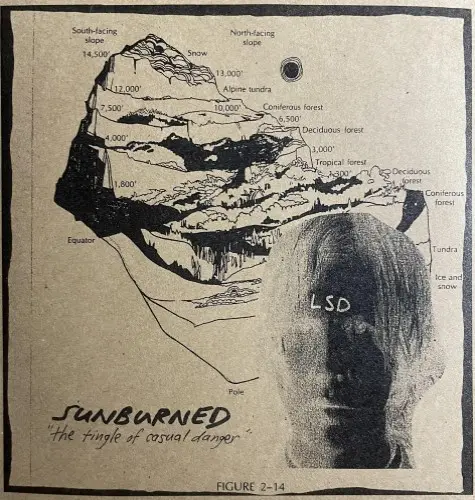 South-facing
slope
North-facing
slope
14,500'
Snow
13,000'
12,000'
Alpine tundra
7,500'
10,000'
Coniferous forest
6,500'
Deciduous forest
4,000'
3,000'
Tropical forest
1,300'
Deciduous
forest
1,800'
Coniferous
forest
Equator
Tundra
Ice and
snow
LSD
Pole
SUNBURNED
"the tingle of casual danger"
FIGURE 2-14